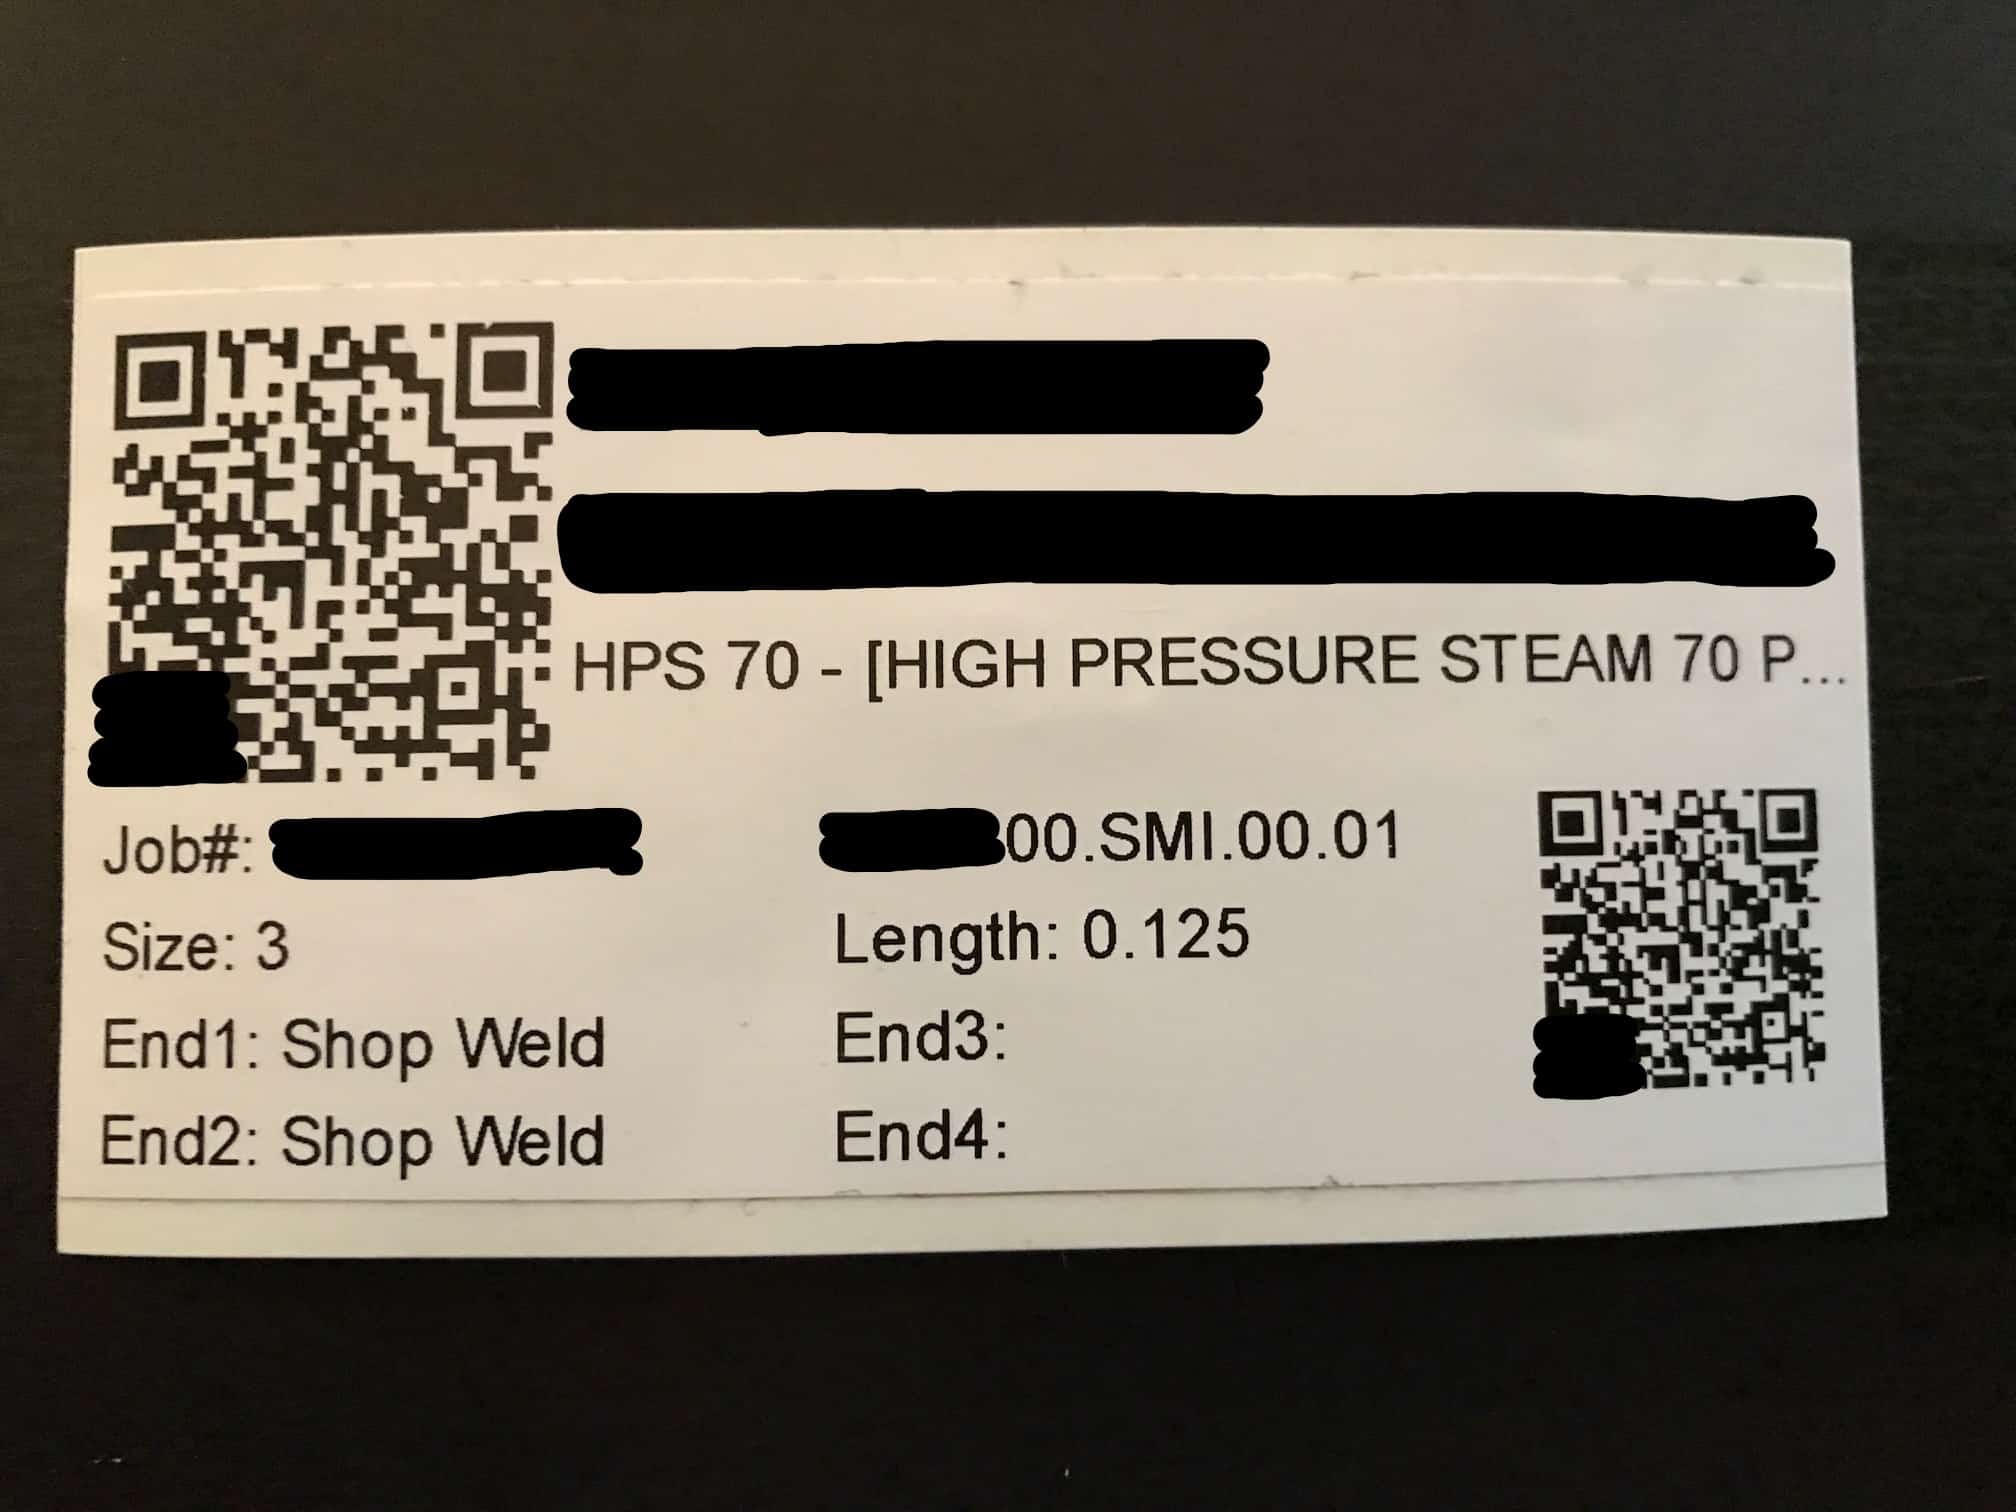 HPS 70 - [HIGH PRESSURE STEAM 70 P...
Job#:
00.SMI.00.01
Size: 3
Length: 0.125
End1: Shop Weld
End3:
End2: Shop Weld
End4: